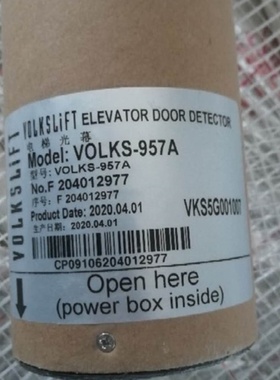 VOLKSLiFT
VOLKSLiFT ELEVATOR DOOR DETECTOR
电梯光幕
Model: VOLKS-957A
型号: VOLKS-957A
No.F 204012977
序号: F 204012977
Product Date: 2020.04.01
生产日期: 2020.04.01
VKS5G001007
CP09106204012977
Open here
(power box inside)